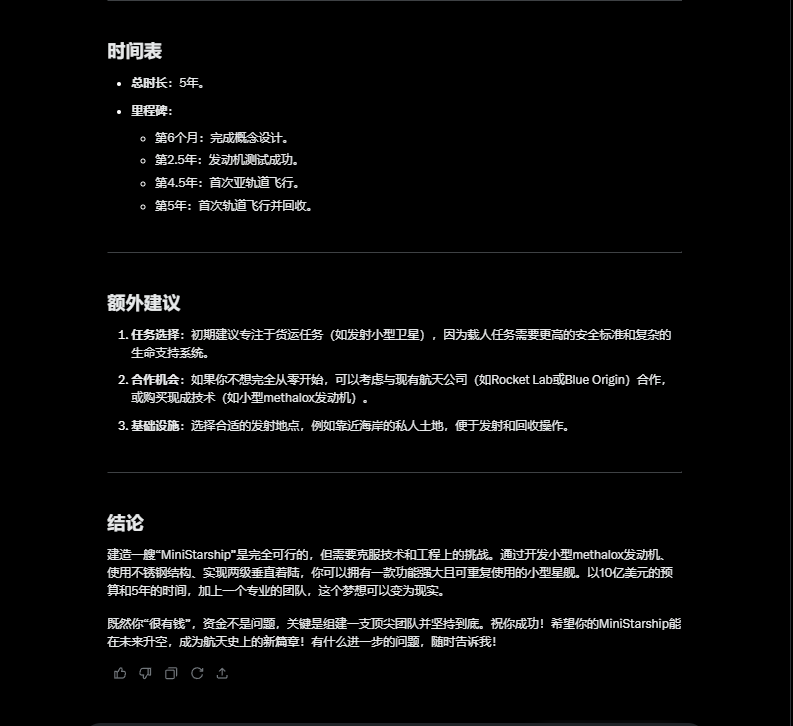 时间表
• 总时长：5年。
• 里程碑：
○ 第6个月：完成概念设计。
○ 第2.5年：发动机测试成功。
○ 第4.5年：首次亚轨道飞行。
○ 第5年：首次轨道飞行并回收。
额外建议
1. 任务选择：初期建议专注于货运任务（如发射小型卫星），因为载人任务需要更高的安全标准和复杂的
生命支持系统。
2. 合作机会：如果你不想完全从零开始，可以考虑与现有航天公司（如Rocket Lab或Blue Origin）合作，
或购买现成技术（如小型methalox发动机）。
3. 基础设施：选择合适的发射地点，例如靠近海岸的私人土地，便于发射和回收操作。
结论
建造一艘“MiniStarship”是完全可行的，但需要克服技术和工程上的挑战。通过开发小型methalox发动机、
使用不锈钢结构、实现两级垂直着陆，你可以拥有一款功能强大且可重复使用的小型星舰。以10亿美元的预
算和5年的时间，加上一个专业的团队，这个梦想可以变为现实。
既然你“很有钱”，资金不是问题，关键是组建一支顶尖团队并坚持到底。祝你成功！希望你的MiniStarship能
在未来升空，成为航天史上的新篇章！有什么进一步的问题，随时告诉我！